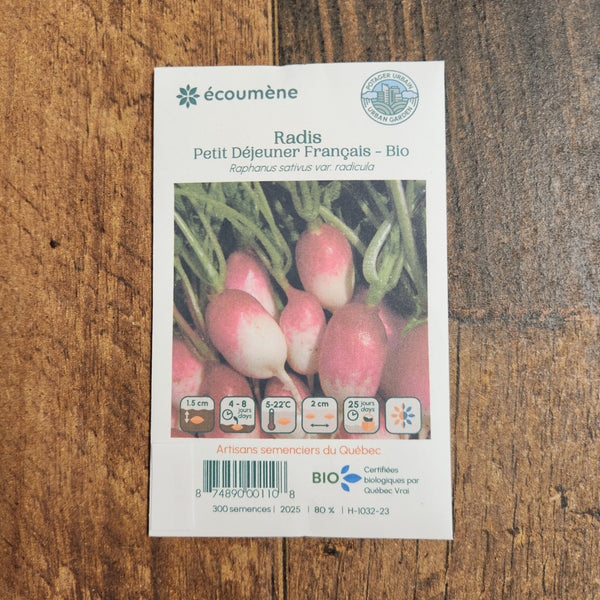 écoumène
POTAGER URBAIN
URBAN GARDEN
Radis
Petit Déjeuner Français - Bio
Raphanus sativus var. radicula
1.5 cm
4 - 8 jours days
5-22°C
2 cm
25 jours days
Artisans semenciers du Québec
8 74890 00110 8
BIO
Certifiées
biologiques par
Québec Vrai
300 semences | 2025 | 80 % | H-1032-23